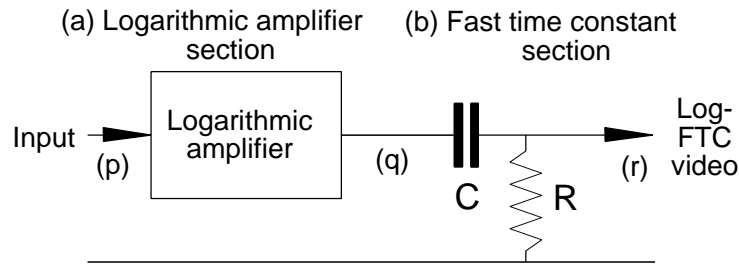 (a) Logarithmic amplifier
section
(b) Fast time constant
section
Input
(p)
Logarithmic
amplifier
(q)
C
R
(r)
Log-
FTC
video